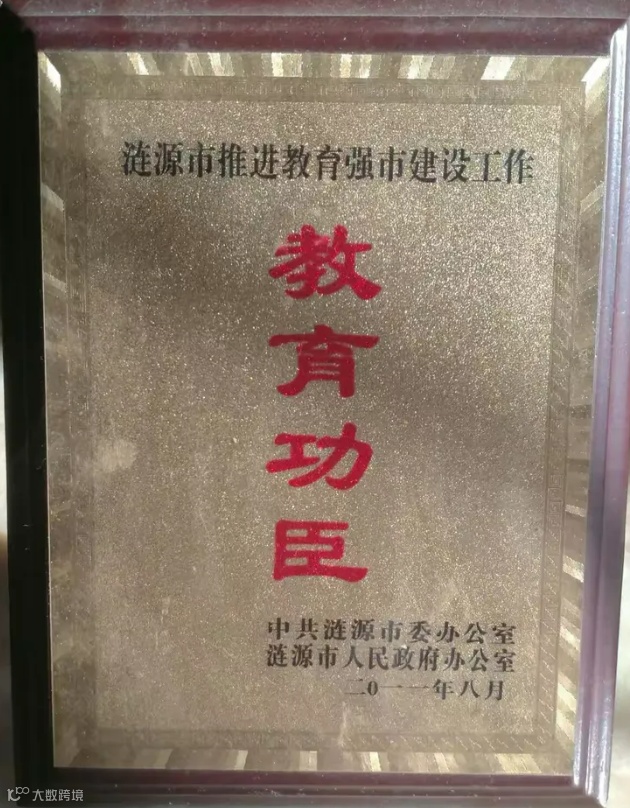 涟源市推进教育强市建设工作
教育功臣
中共涟源市委办公室
涟源市人民政府办公室
二0一一年八月
大数跨境